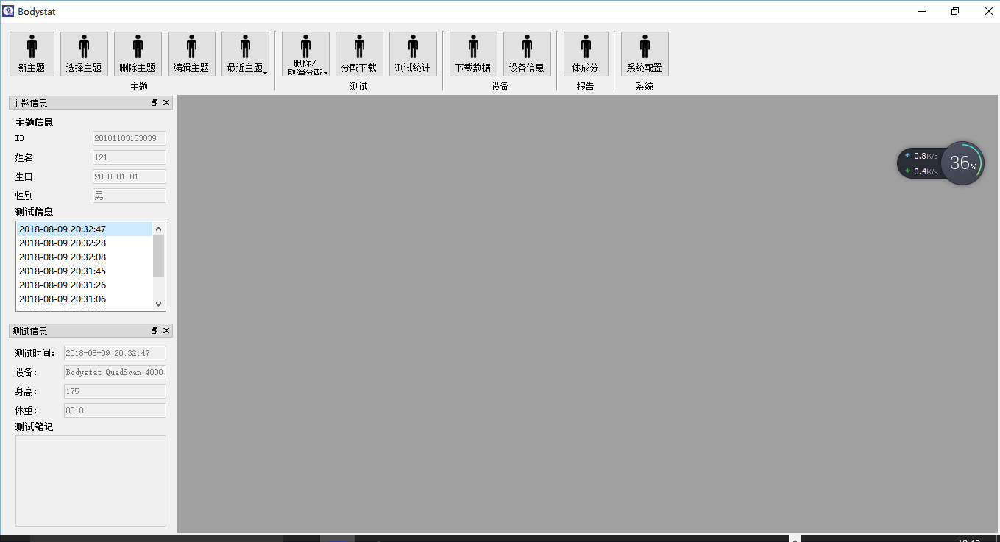 Bodystat
新主题 选择主题 删除主题 编辑主题 最近主题 删除/ 分配下载 测试统计 下载数据 设备信息 体成分 系统配置
取消分配
主题 测试 设备 报告 系统
主题信息
主题信息
ID 20181103183039
姓名 121
生日 2000-01-01
性别 男
测试信息
2018-08-09 20:32:47
2018-08-09 20:32:28
2018-08-09 20:32:08
2018-08-09 20:31:45
2018-08-09 20:31:26
2018-08-09 20:31:06
测试信息
测试时间： 2018-08-09 20:32:47
设备： Bodystat QuadScan 4000
身高： 175
体重： 80.8
测试笔记
0.8K/s
0.4K/s
36%